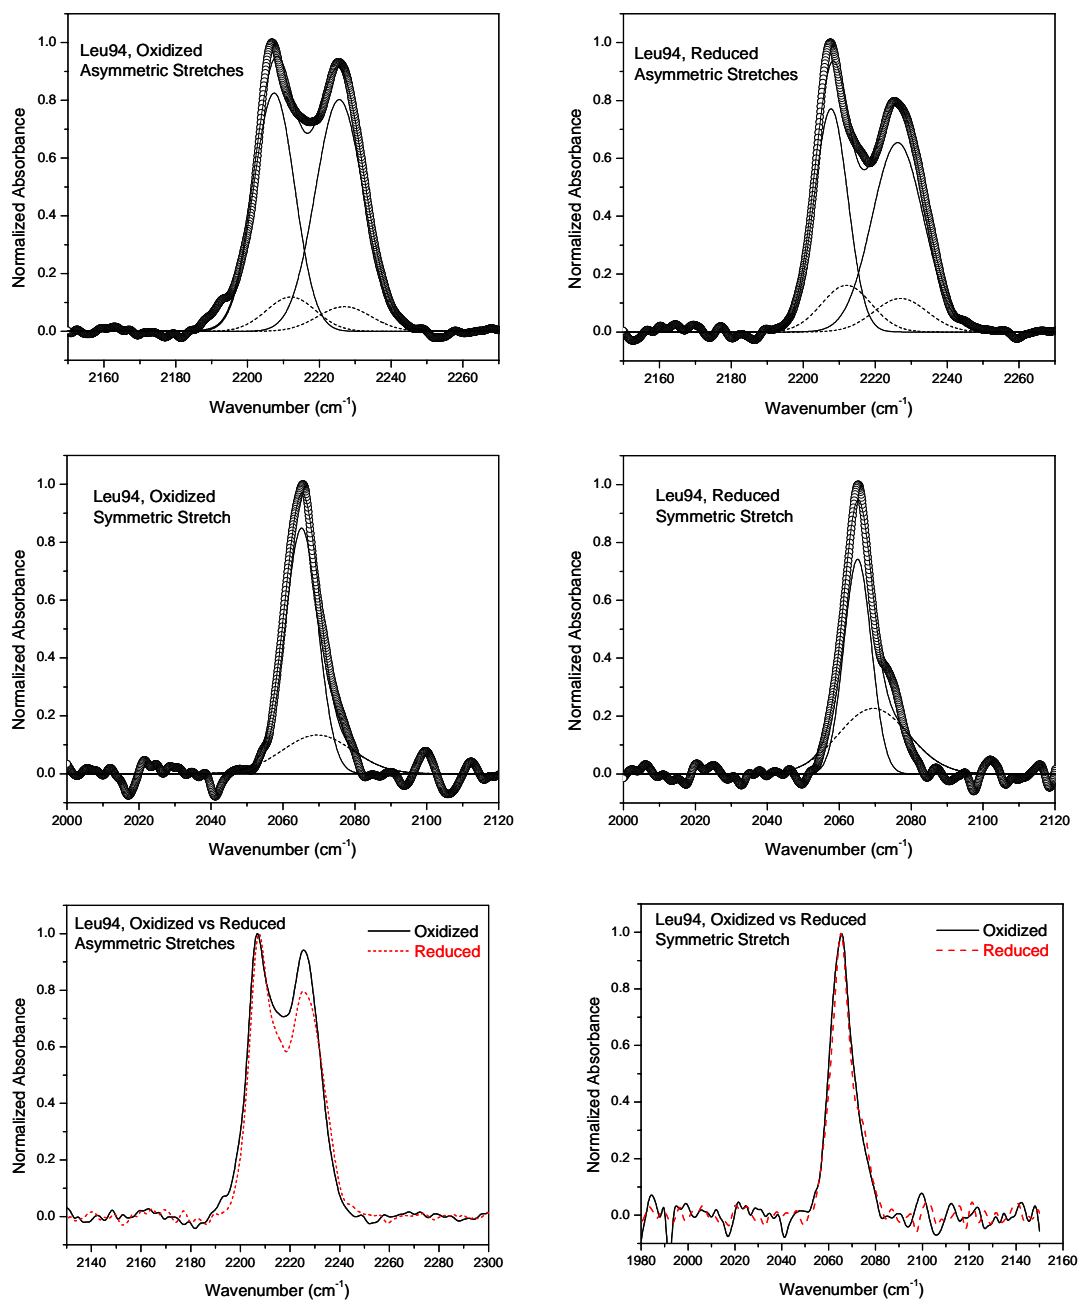 Leu94, Oxidized
Asymmetric Stretches
Normalized Absorbance
1.0
0.8
0.6
0.4
0.2
0.0
2160 2180 2200 2220 2240 2260
Wavenumber (cm-1)
Leu94, Reduced
Asymmetric Stretches
Normalized Absorbance
1.0
0.8
0.6
0.4
0.2
0.0
2160 2180 2200 2220 2240 2260
Wavenumber (cm-1)
Leu94, Oxidized
Symmetric Stretch
Normalized Absorbance
1.0
0.8
0.6
0.4
0.2
0.0
2000 2020 2040 2060 2080 2100 2120
Wavenumber (cm-1)
Leu94, Reduced
Symmetric Stretch
Normalized Absorbance
1.0
0.8
0.6
0.4
0.2
0.0
2000 2020 2040 2060 2080 2100 2120
Wavenumber (cm-1)
Leu94, Oxidized vs Reduced
Asymmetric Stretches
Oxidized
Reduced
Normalized Absorbance
1.0
0.8
0.6
0.4
0.2
0.0
2140 2160 2180 2200 2220 2240 2260 2280 2300
Wavenumber (cm-1)
Leu94, Oxidized vs Reduced
Symmetric Stretch
Oxidized
Reduced
Normalized Absorbance
1.0
0.8
0.6
0.4
0.2
0.0
1980 2000 2020 2040 2060 2080 2100 2120 2140 2160
Wavenumber (cm-1)